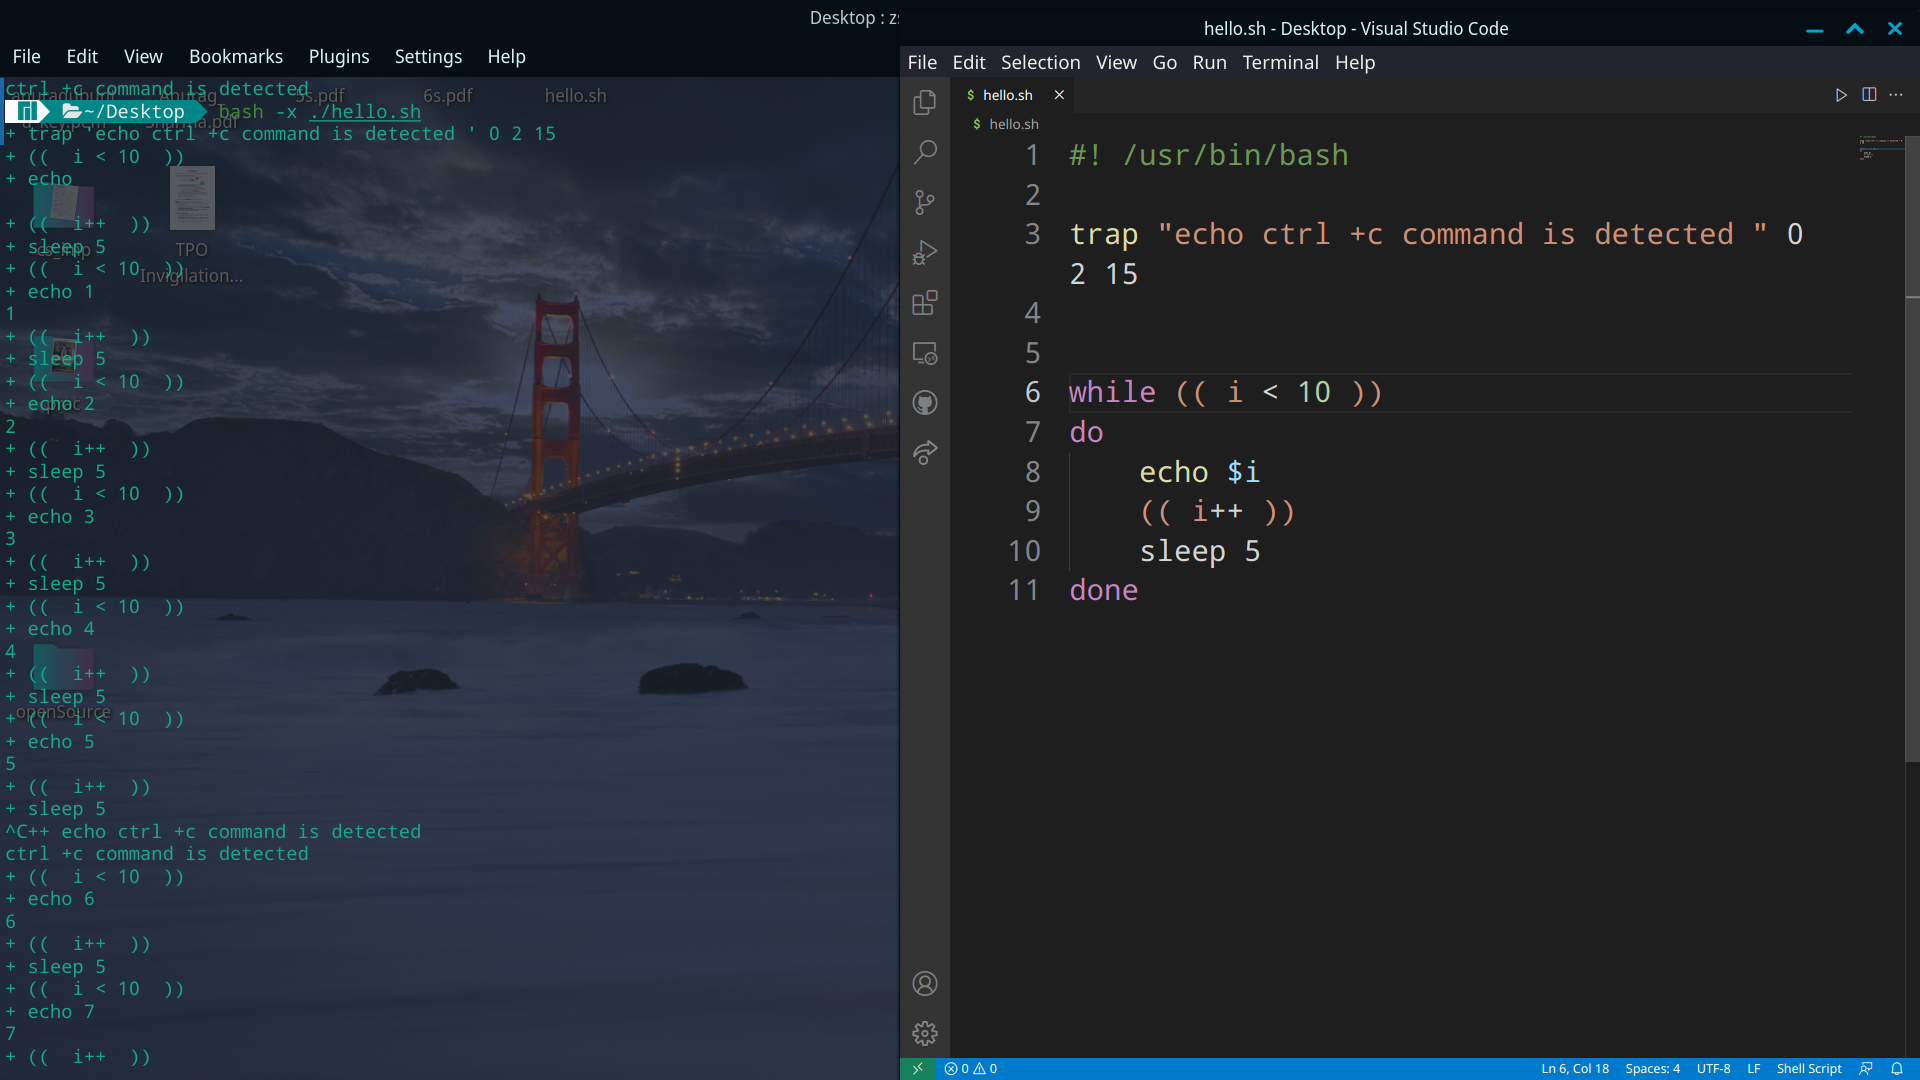 Desktop : zs
File Edit View Bookmarks Plugins Settings Help
ctrl +c command is detected
5s.pdf 6s.pdf hello.sh
~/Desktop bash -x ./hello.sh
+ trap 'echo ctrl +c command is detected ' 0 2 15
+ ((  i < 10  ))
+ echo

+ ((  i++  ))
+ sleep 5
cs_imp TPO
Invigilation...
+ ((  i < 10  ))
+ echo 1
1
+ ((  i++  ))
+ sleep 5
+ ((  i < 10  ))
+ echo 2
2
+ ((  i++  ))
+ sleep 5
+ ((  i < 10  ))
+ echo 3
3
+ ((  i++  ))
+ sleep 5
+ ((  i < 10  ))
+ echo 4
4
+ ((  i++  ))
+ sleep 5
openSource
+ ((  i < 10  ))
+ echo 5
5
+ ((  i++  ))
+ sleep 5
^C++ echo ctrl +c command is detected
ctrl +c command is detected
+ ((  i < 10  ))
+ echo 6
6
+ ((  i++  ))
+ sleep 5
+ ((  i < 10  ))
+ echo 7
7
+ ((  i++  ))
hello.sh - Desktop - Visual Studio Code
File Edit Selection View Go Run Terminal Help
$ hello.sh
$ hello.sh
1 #! /usr/bin/bash
2
3 trap "echo ctrl +c command is detected " 0
2 15
4
5
6 while (( i < 10 ))
7 do
8 echo $i
9 (( i++ ))
10 sleep 5
11 done
0 0 Ln 6, Col 18 Spaces: 4 UTF-8 LF Shell Script